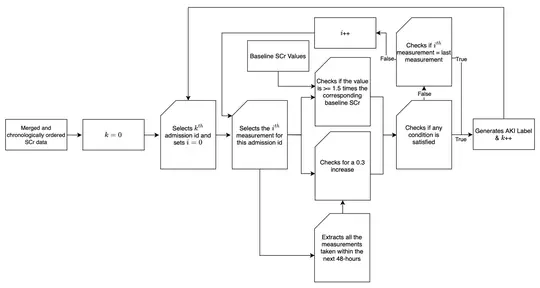 Merged and
chronologically ordered
SCr data
k = 0
Selects kth
admission id and
sets i = 0
Selects the ith
measurement for
this admission id
i++
Baseline SCr Values
Checks if the value
is >= 1.5 times the
corresponding
baseline SCr
Checks for a 0.3
increase
Extracts all the
measurements
taken within the
next 48-hours
Checks if any
condition is
satisfied
False
True
Checks if ith
measurement = last
measurement
False
True
Generates AKI Label
& k++